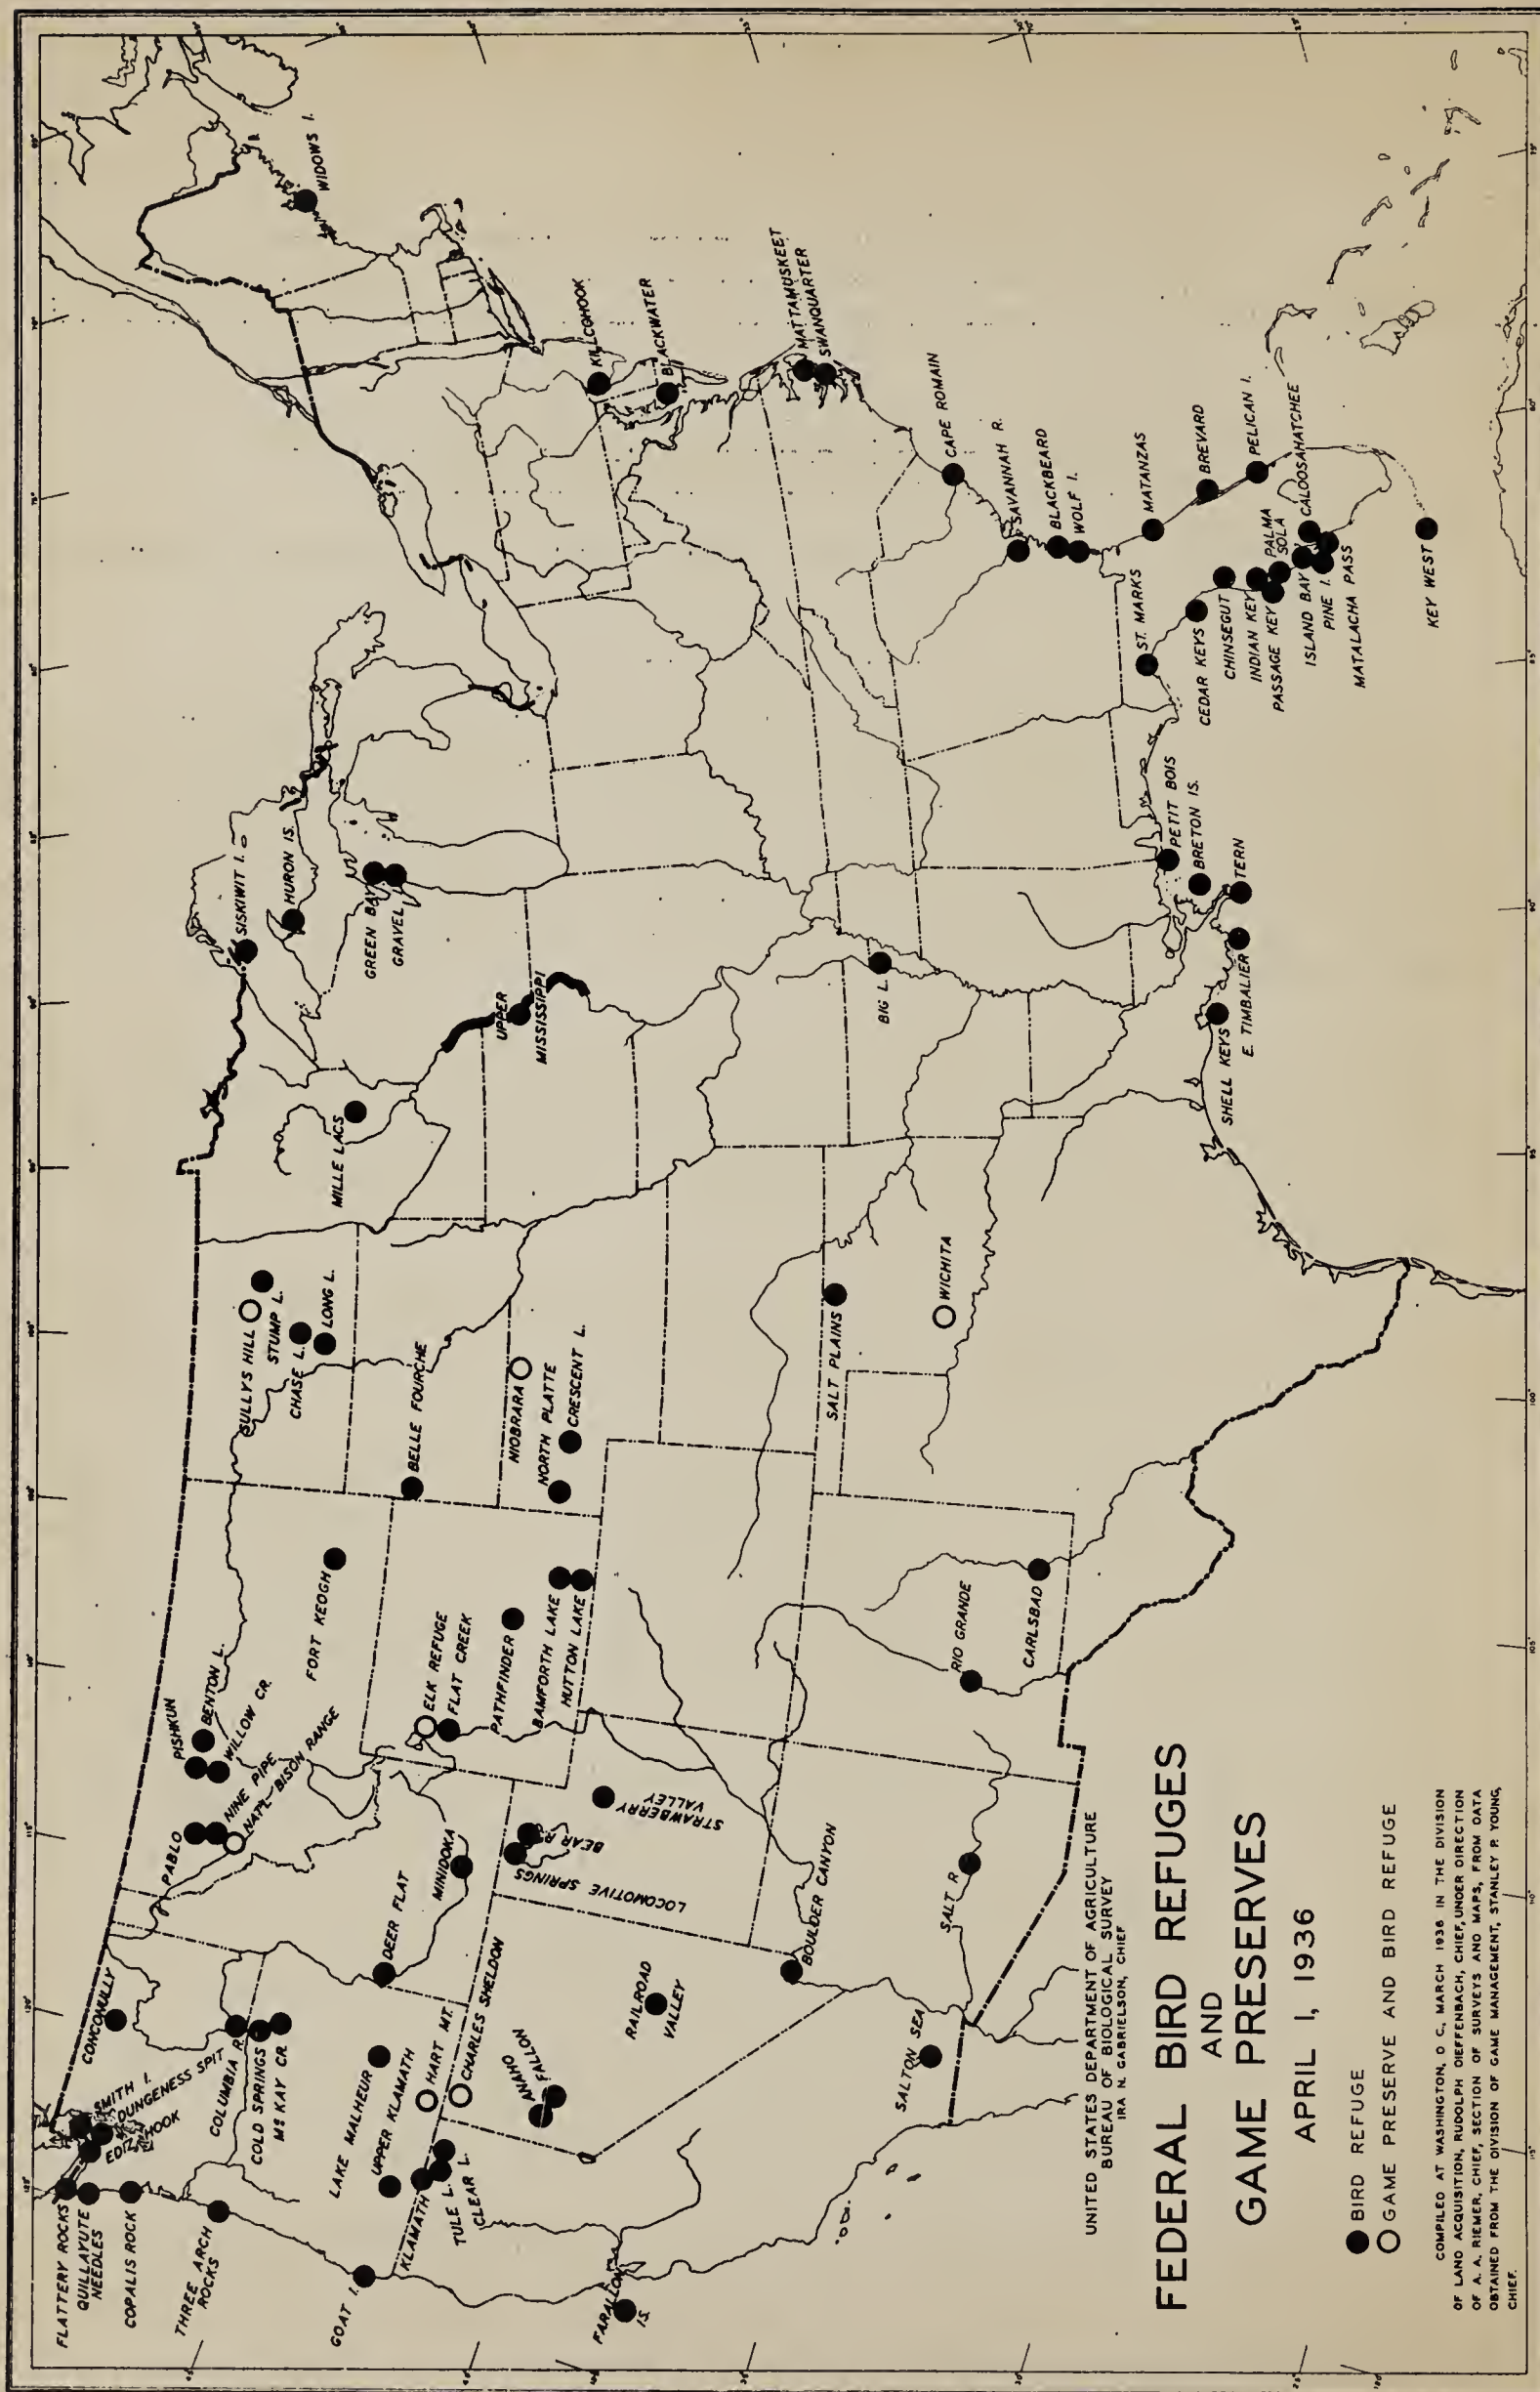 FLATTERY ROCKS
QUILLAYUTE
NEEDLES
COPALIS ROCK
THREE ARCH
ROCKS
GOAT I.
SMITH I.
DUNGENESS SPIT
EDIZ HOOK
CONCONULLY
COLUMBIA R.
COLD SPRINGS
Mc KAY CR.
LAKE MALHEUR
UPPER KLAMATH
HART MT.
CHARLES SHELDON
KLAMATH
TULE L.
CLEAR L.
FARALLON
IS.
ANAHO
FALLON
RAILROAD
VALLEY
DEER FLAT
MINIDOKA
LOCOMOTIVE SPRINGS
BEAR R.
STRAWBERRY
VALLEY
BOULDER CANYON
SALTON SEA
SALT R.
PABLO
NINE PIPE
NAT'L BISON RANGE
PISHKUN
BENTON L.
WILLOW CR.
FORT KEOGH
ELK REFUGE
FLAT CREEK
PATHFINDER
BAMFORTH LAKE
HUTTON LAKE
RIO GRANDE
CARLSBAD
SULLYS HILL
STUMP L.
CHASE L.
LONG L.
BELLE FOURCHE
NIOBRARA
NORTH PLATTE
CRESCENT L.
SALT PLAINS
WICHITA
MILLE LACS
UPPER
MISSISSIPPI
SISKIWIT I.
HURON IS.
GREEN BAY
GRAVEL I.
BIG L.
SHELL KEYS
E. TIMBALIER
TERN
BRETON IS.
PETIT BOIS
ST. MARKS
CEDAR KEYS
CHINSEGUT
INDIAN KEY
PASSAGE KEY
PALMA
SOLA
ISLAND BAY
PINE I.
MATALACHA PASS
CALOOSAHATCHEE
KEY WEST
PELICAN I.
BREVARD
MATANZAS
WOLF I.
BLACKBEARD
SAVANNAH R.
CAPE ROMAIN
SWANQUARTER
MATTAMUSKEET
BLACKWATER
KILLCOHOOK
WIDOWS I.
UNITED STATES DEPARTMENT OF AGRICULTURE
BUREAU OF BIOLOGICAL SURVEY
IRA N. GABRIELSON, CHIEF
FEDERAL BIRD REFUGES
AND
GAME PRESERVES
APRIL 1, 1936
BIRD REFUGE
GAME PRESERVE AND BIRD REFUGE
COMPILED AT WASHINGTON, D C., MARCH 1936 IN THE DIVISION
OF LAND ACQUISITION, RUDOLPH DIEFFENBACH, CHIEF, UNDER DIRECTION
OF A. A. RIEMER, CHIEF, SECTION OF SURVEYS AND MAPS, FROM DATA
OBTAINED FROM THE DIVISION OF GAME MANAGEMENT, STANLEY P. YOUNG,
CHIEF.